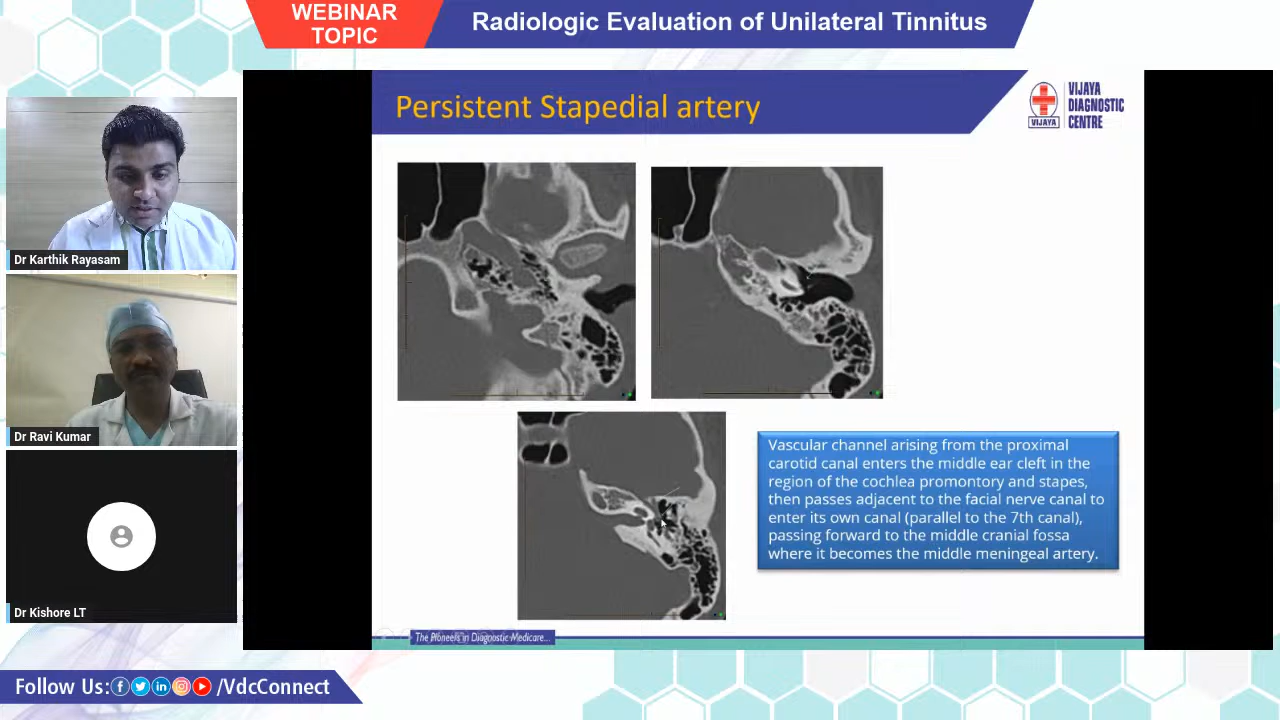 WEBINAR
TOPIC
Radiologic Evaluation of Unilateral Tinnitus
Persistent Stapedial artery
VIJAYA
VIJAYA
DIAGNOSTIC
CENTRE
Dr Karthik Rayasam
Dr Ravi Kumar
Dr Kishore LT
Vascular channel arising from the proximal
carotid canal enters the middle ear cleft in the
region of the cochlea promontory and stapes,
then passes adjacent to the facial nerve canal to
enter its own canal (parallel to the 7th canal),
passing forward to the middle cranial fossa
where it becomes the middle meningeal artery.
The Pioneers in Diagnostic Medicare...
Follow Us: /VdcConnect